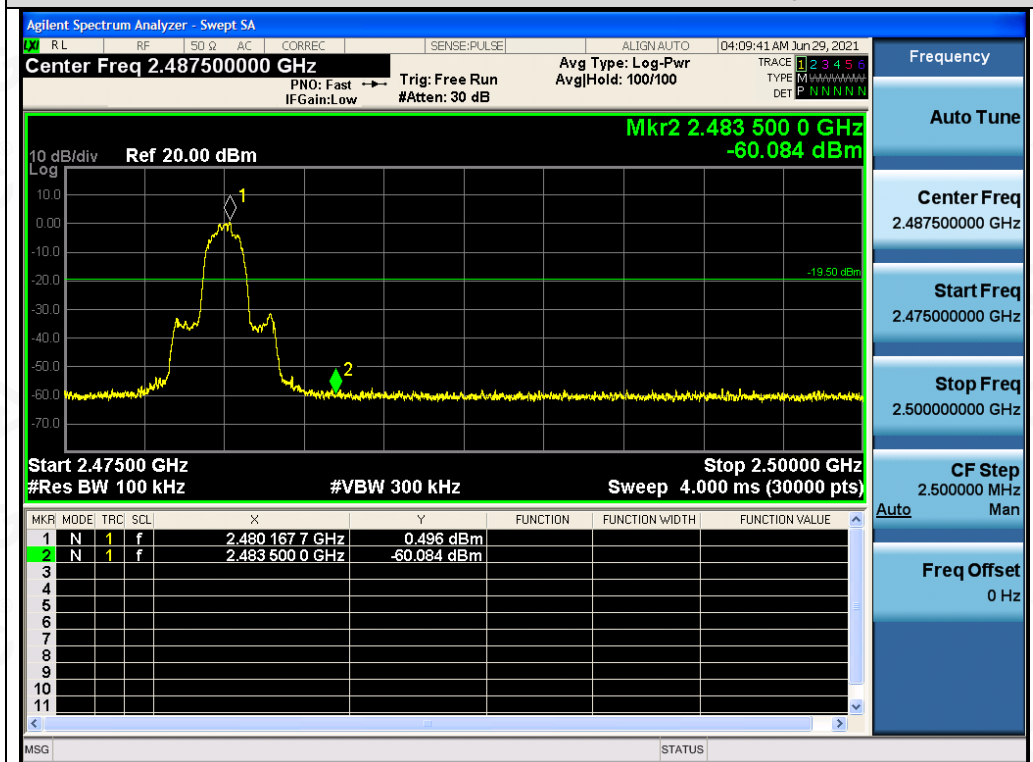 Agilent Spectrum Analyzer - Swept SA
LXI RL RF 50 Ω AC CORREC SENSE:PULSE ALIGN AUTO 04:09:41 AM Jun 29, 2021
Center Freq 2.487500000 GHz
PNO: Fast
IFGain:Low
Trig: Free Run
#Atten: 30 dB
Avg Type: Log-Pwr
Avg|Hold: 100/100
TRACE 1 2 3 4 5 6
TYPE M
DET P N N N N N
Mkr2 2.483 500 0 GHz
-60.084 dBm
10 dB/div Ref 20.00 dBm
Log
10.0
0.00
-10.0
-20.0
-30.0
-40.0
-50.0
-60.0
-70.0
1
-19.50 dBm
2
Start 2.47500 GHz Stop 2.50000 GHz
#Res BW 100 kHz #VBW 300 kHz Sweep 4.000 ms (30000 pts)
MKR MODE TRC SCL X Y FUNCTION FUNCTION WIDTH FUNCTION VALUE
1 N 1 f 2.480 167 7 GHz 0.496 dBm
2 N 1 f 2.483 500 0 GHz -60.084 dBm
3
4
5
6
7
8
9
10
11
MSG STATUS
Frequency
Auto Tune
Center Freq
2.487500000 GHz
Start Freq
2.475000000 GHz
Stop Freq
2.500000000 GHz
CF Step
2.500000 MHz
Auto Man
Freq Offset
0 Hz